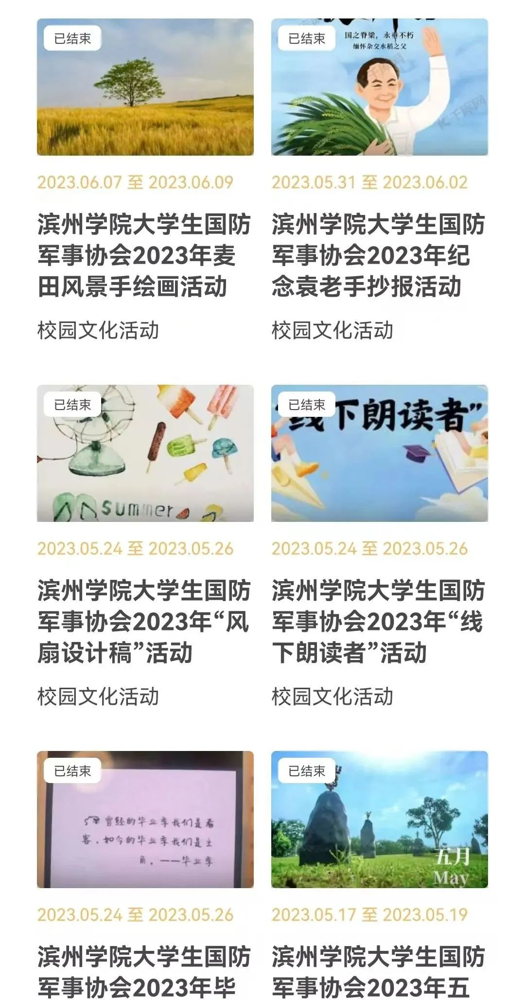 已结束
已结束
国之脊梁，永垂不朽
缅怀杂交水稻之父
2023.06.07 至 2023.06.09
2023.05.31 至 2023.06.02
滨州学院大学生国防
军事协会2023年麦
田风景手绘画活动
滨州学院大学生国防
军事协会2023年纪
念袁老手抄报活动
校园文化活动
校园文化活动
已结束
summer
已结束
“线下朗读者”
2023.05.24 至 2023.05.26
2023.05.24 至 2023.05.26
滨州学院大学生国防
军事协会2023年“风
扇设计稿”活动
滨州学院大学生国防
军事协会2023年“线
下朗读者”活动
校园文化活动
校园文化活动
已结束
曾经的毕业季我们是看
客，如今的毕业季我们是主
角。——毕业季
已结束
五月
May
2023.05.24 至 2023.05.26
2023.05.17 至 2023.05.19
滨州学院大学生国防
军事协会2023年毕
滨州学院大学生国防
军事协会2023年五